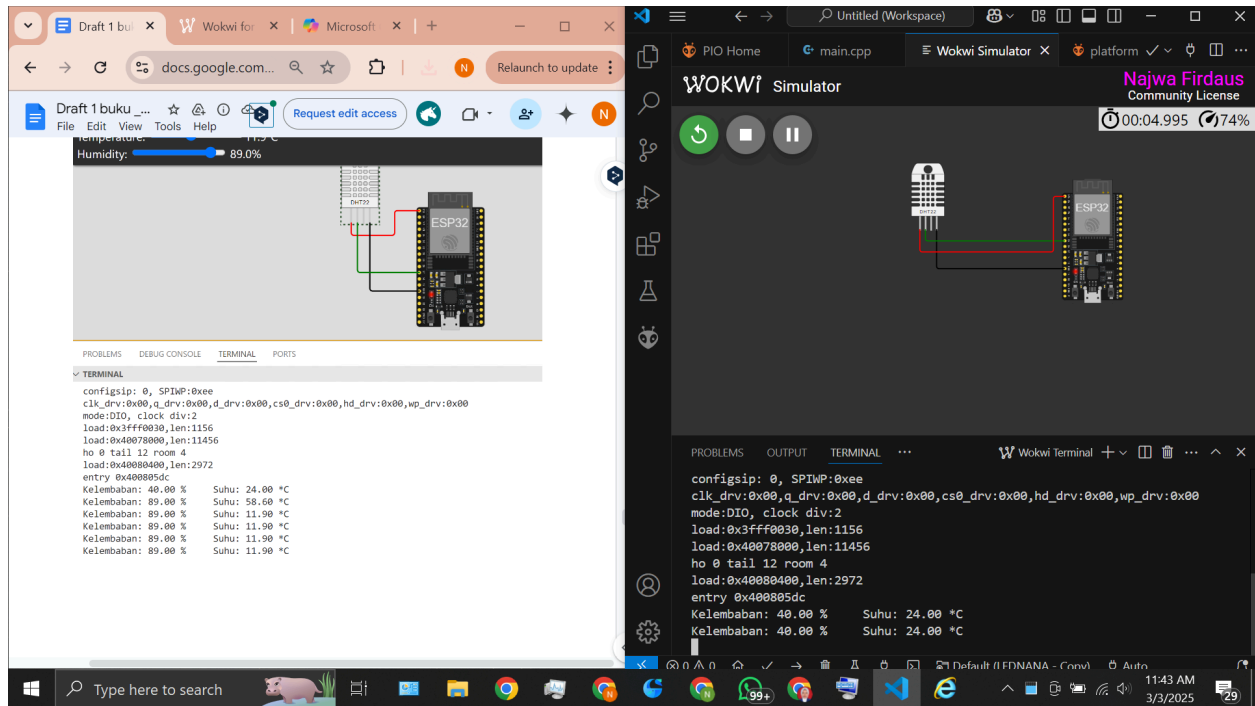 Draft 1 bu
Wokwi for
Microsoft
docs.google.com...
N
Relaunch to update
Draft 1 buku _...
File Edit View Tools Help
Request edit access
N
Temperature:
Humidity:
89.0%
DHT22
ESP32
PROBLEMS DEBUG CONSOLE TERMINAL PORTS
TERMINAL
configsip: 0, SPIWP:0xee
clk_drv:0x00,q_drv:0x00,d_drv:0x00,cs0_drv:0x00,hd_drv:0x00,wp_drv:0x00
mode:DIO, clock div:2
load:0x3fff0030,len:1156
load:0x40078000,len:11456
ho 0 tail 12 room 4
load:0x40080400,len:2972
entry 0x400805dc
Kelembaban: 40.00 % Suhu: 24.00 *C
Kelembaban: 89.00 % Suhu: 58.60 *C
Kelembaban: 89.00 % Suhu: 11.90 *C
Kelembaban: 89.00 % Suhu: 11.90 *C
Kelembaban: 89.00 % Suhu: 11.90 *C
Kelembaban: 89.00 % Suhu: 11.90 *C
Untitled (Workspace)
PIO Home
main.cpp
Wokwi Simulator
platform
WOKWI Simulator
Najwa Firdaus
Community License
00:04.995
74%
DHT22
ESP32
PROBLEMS OUTPUT TERMINAL ...
Wokwi Terminal
configsip: 0, SPIWP:0xee
clk_drv:0x00,q_drv:0x00,d_drv:0x00,cs0_drv:0x00,hd_drv:0x00,wp_drv:0x00
mode:DIO, clock div:2
load:0x3fff0030,len:1156
load:0x40078000,len:11456
ho 0 tail 12 room 4
load:0x40080400,len:2972
entry 0x400805dc
Kelembaban: 40.00 % Suhu: 24.00 *C
Kelembaban: 40.00 % Suhu: 24.00 *C
0 0 0
Default (LEDNANA - Copy)
Auto
Type here to search
99+
11:43 AM
3/3/2025
29